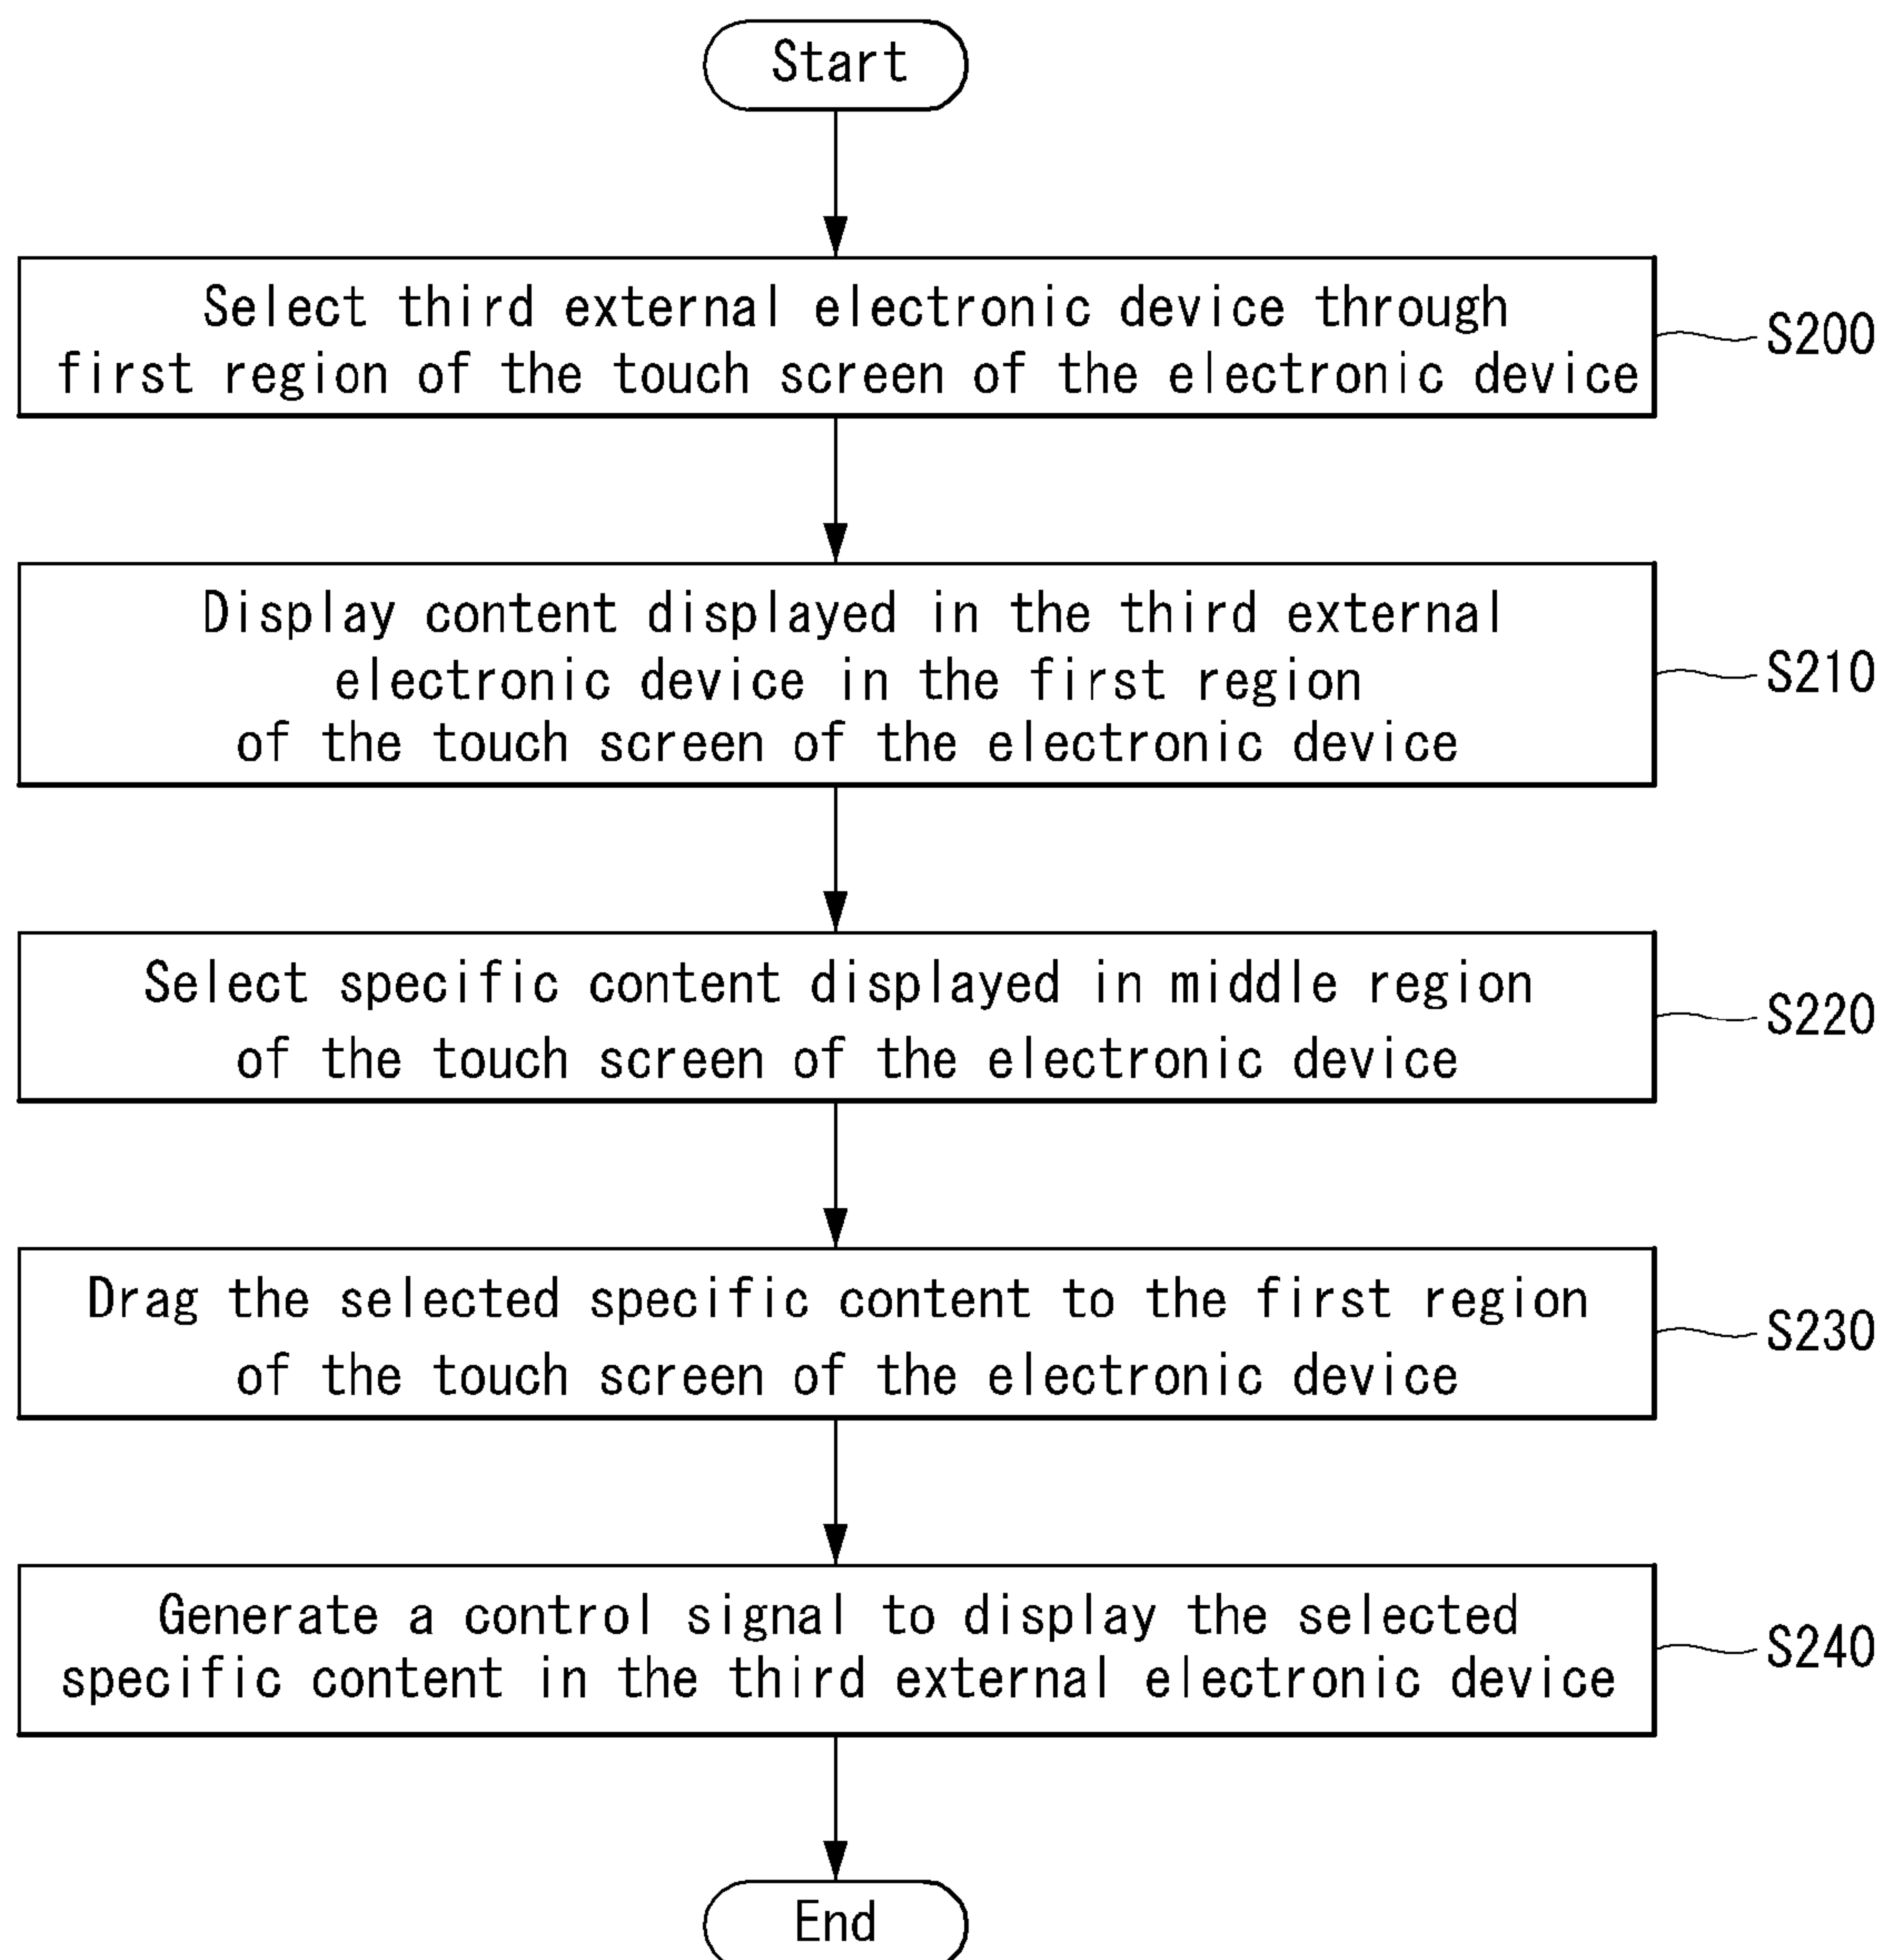 Start
Select third external electronic device through
first region of the touch screen of the electronic device
S200
Display content displayed in the third external
electronic device in the first region
of the touch screen of the electronic device
S210
Select specific content displayed in middle region
of the touch screen of the electronic device
S220
Drag the selected specific content to the first region
of the touch screen of the electronic device
S230
Generate a control signal to display the selected
specific content in the third external electronic device
S240
End